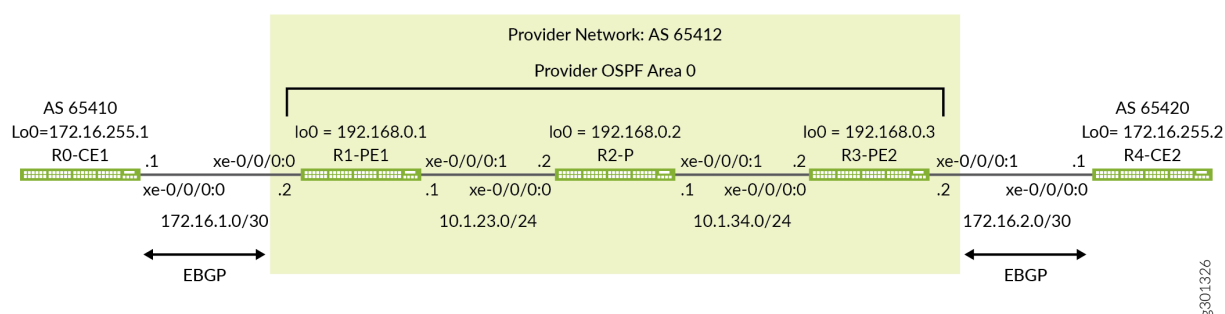 Provider Network: AS 65412
Provider OSPF Area 0
AS 65410
Lo0=172.16.255.1
R0-CE1
lo0 = 192.168.0.1
R1-PE1
lo0 = 192.168.0.2
R2-P
lo0 = 192.168.0.3
R3-PE2
AS 65420
Lo0= 172.16.255.2
R4-CE2
.1
xe-0/0/0:0
xe-0/0/0:1
.2
xe-0/0/0:1
.2
xe-0/0/0:1
.1
xe-0/0/0:0
.2
.1
xe-0/0/0:0
.1
xe-0/0/0:0
.2
xe-0/0/0:0
172.16.1.0/30
10.1.23.0/24
10.1.34.0/24
172.16.2.0/30
EBGP
EBGP
g301326